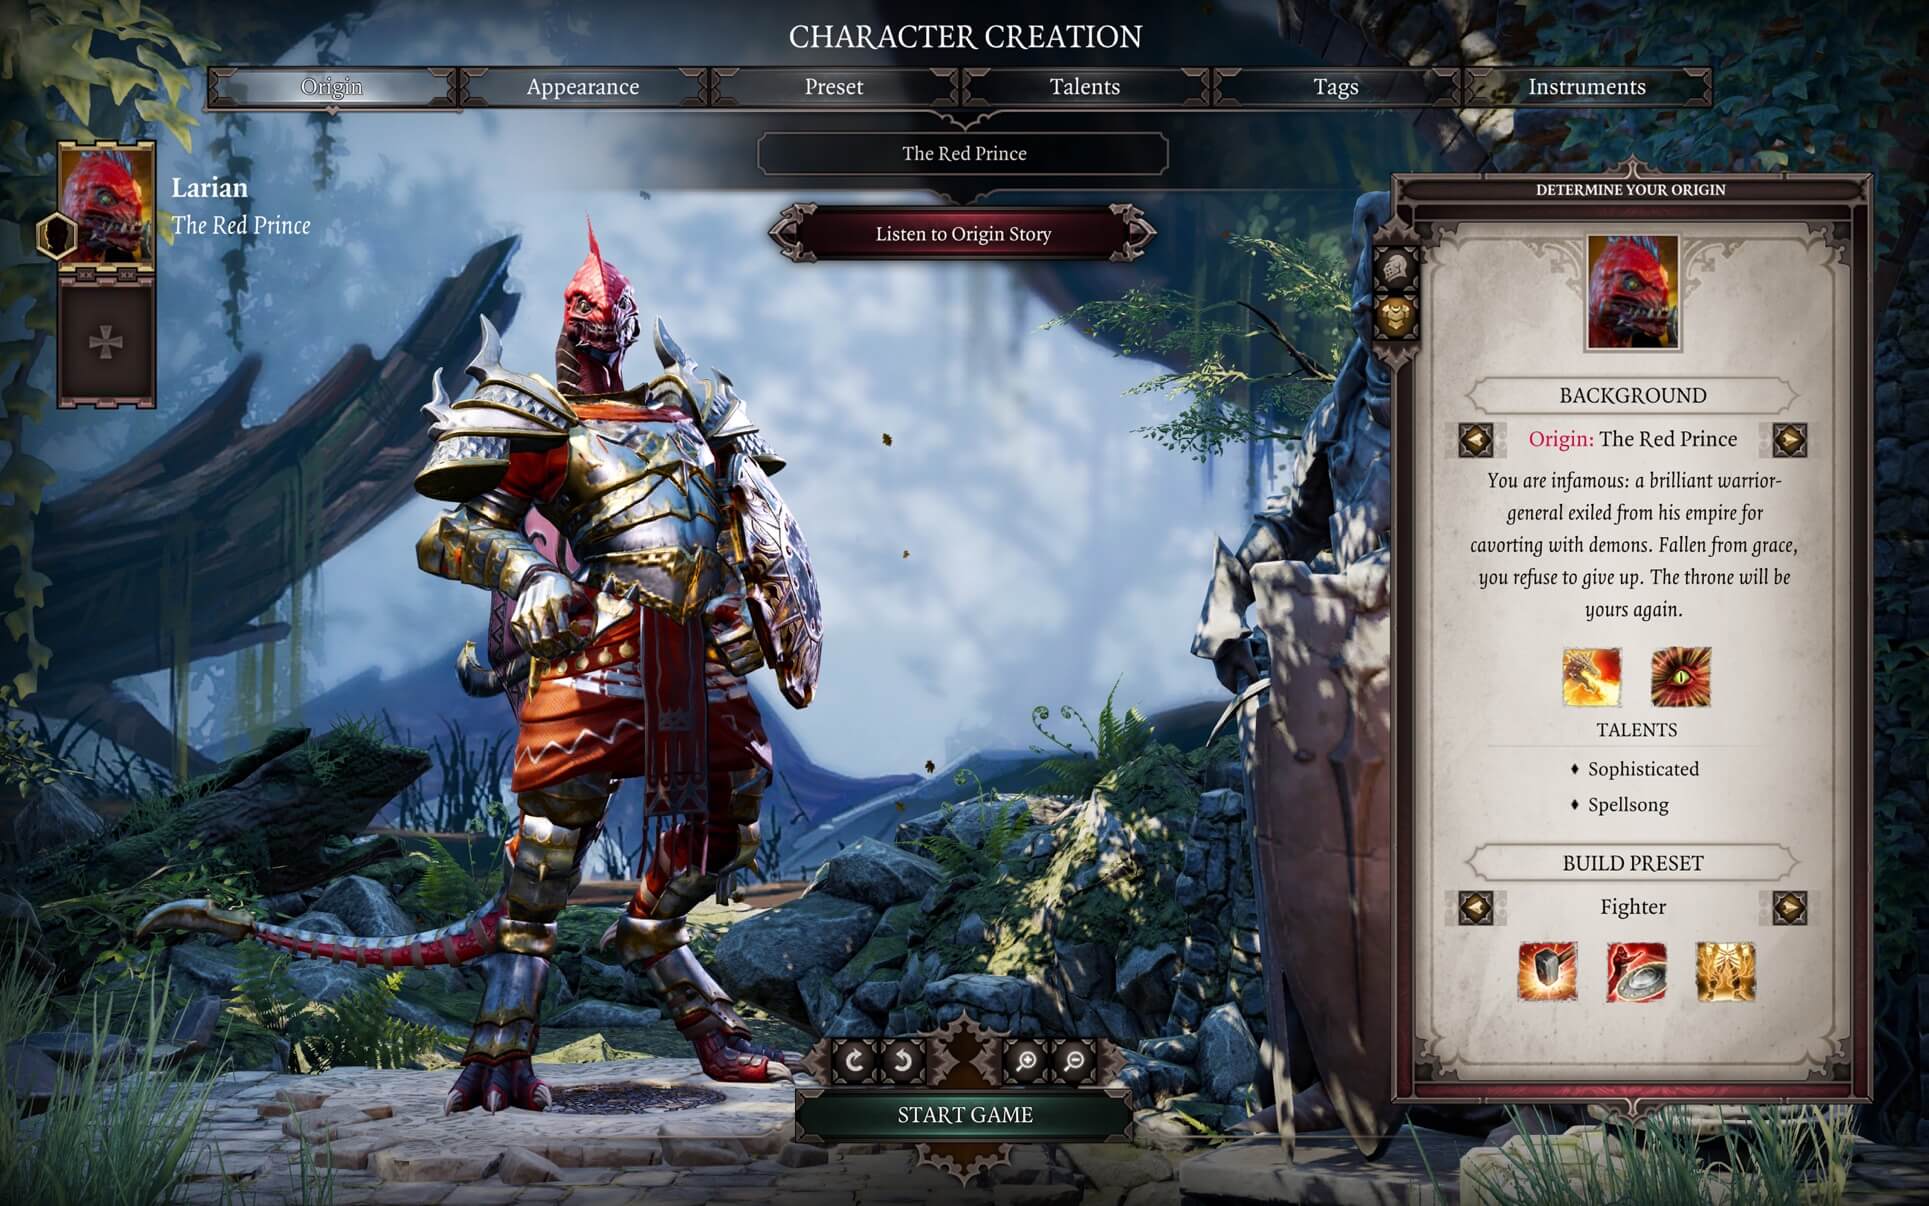 CHARACTER CREATION
Origin
Appearance
Preset
Talents
Tags
Instruments
The Red Prince
Listen to Origin Story
Larian
The Red Prince
DETERMINE YOUR ORIGIN
BACKGROUND
Origin: The Red Prince
You are infamous: a brilliant warrior-
general exiled from his empire for
cavorting with demons. Fallen from grace,
you refuse to give up. The throne will be
yours again.
TALENTS
♦ Sophisticated
♦ Spellsong
BUILD PRESET
Fighter
START GAME